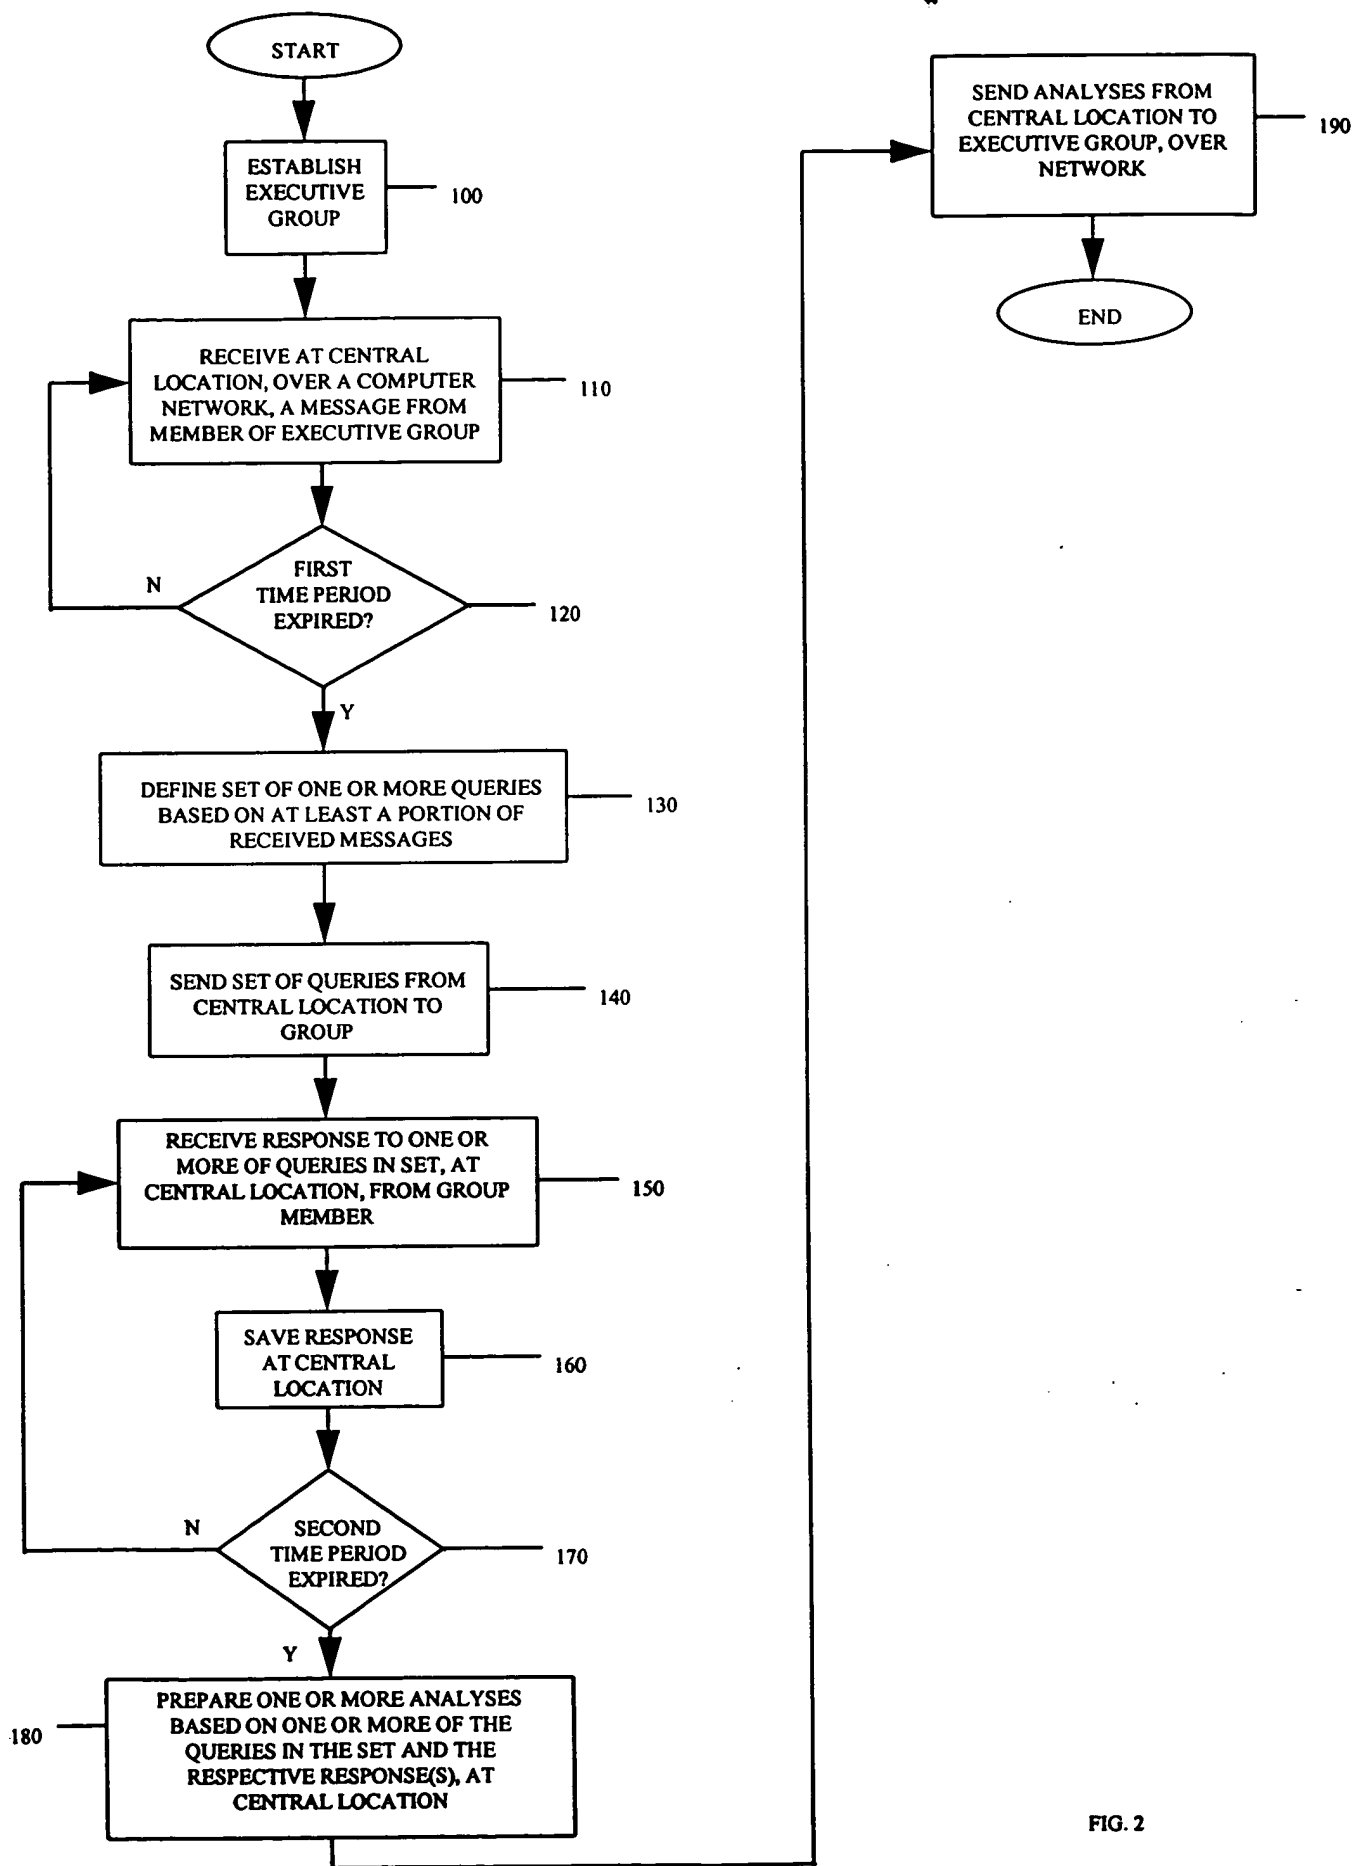 START
ESTABLISH
EXECUTIVE
GROUP
100
RECEIVE AT CENTRAL
LOCATION, OVER A COMPUTER
NETWORK, A MESSAGE FROM
MEMBER OF EXECUTIVE GROUP
110
FIRST
TIME PERIOD
EXPIRED?
N
120
Y
DEFINE SET OF ONE OR MORE QUERIES
BASED ON AT LEAST A PORTION OF
RECEIVED MESSAGES
130
SEND SET OF QUERIES FROM
CENTRAL LOCATION TO
GROUP
140
RECEIVE RESPONSE TO ONE OR
MORE OF QUERIES IN SET, AT
CENTRAL LOCATION, FROM GROUP
MEMBER
150
SAVE RESPONSE
AT CENTRAL
LOCATION
160
SECOND
TIME PERIOD
EXPIRED?
N
170
Y
PREPARE ONE OR MORE ANALYSES
BASED ON ONE OR MORE OF THE
QUERIES IN THE SET AND THE
RESPECTIVE RESPONSE(S), AT
CENTRAL LOCATION
180
SEND ANALYSES FROM
CENTRAL LOCATION TO
EXECUTIVE GROUP, OVER
NETWORK
190
END
FIG. 2